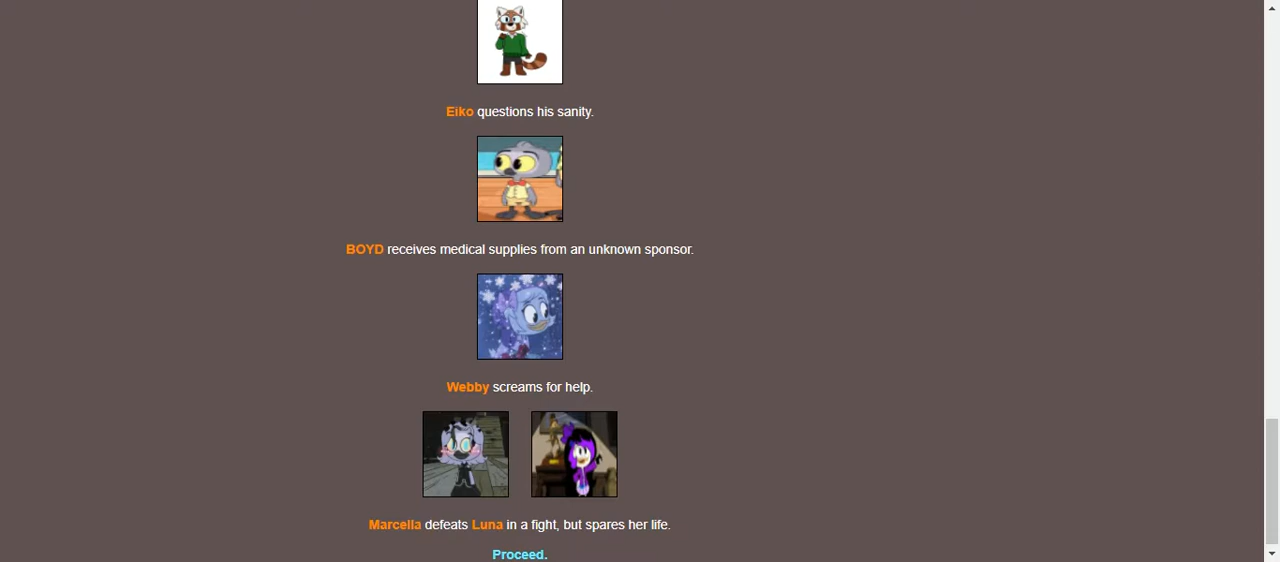 Eiko questions his sanity.
BOYD receives medical supplies from an unknown sponsor.
Webby screams for help.
Marcella defeats Luna in a fight, but spares her life.
Proceed.